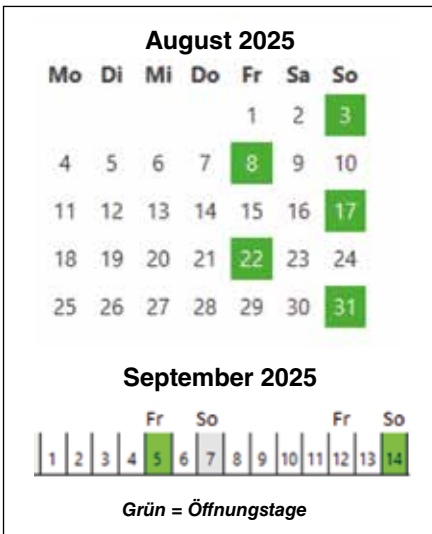 August 2025
Mo Di Mi Do Fr Sa So
1 2 3
4 5 6 7 8 9 10
11 12 13 14 15 16 17
18 19 20 21 22 23 24
25 26 27 28 29 30 31
September 2025
Fr So Fr So
1 2 3 4 5 6 7 8 9 10 11 12 13 14
Grün = Öffnungstage